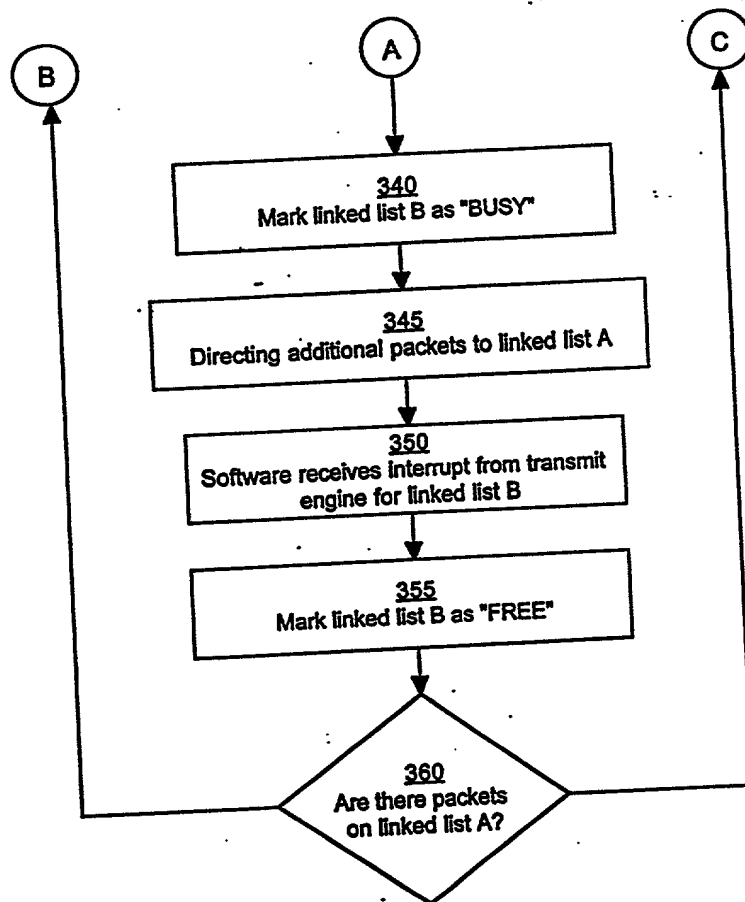 B
A
C
340
Mark linked list B as "BUSY"
345
Directing additional packets to linked list A
350
Software receives interrupt from transmit
engine for linked list B
355
Mark linked list B as "FREE"
360
Are there packets
on linked list A?